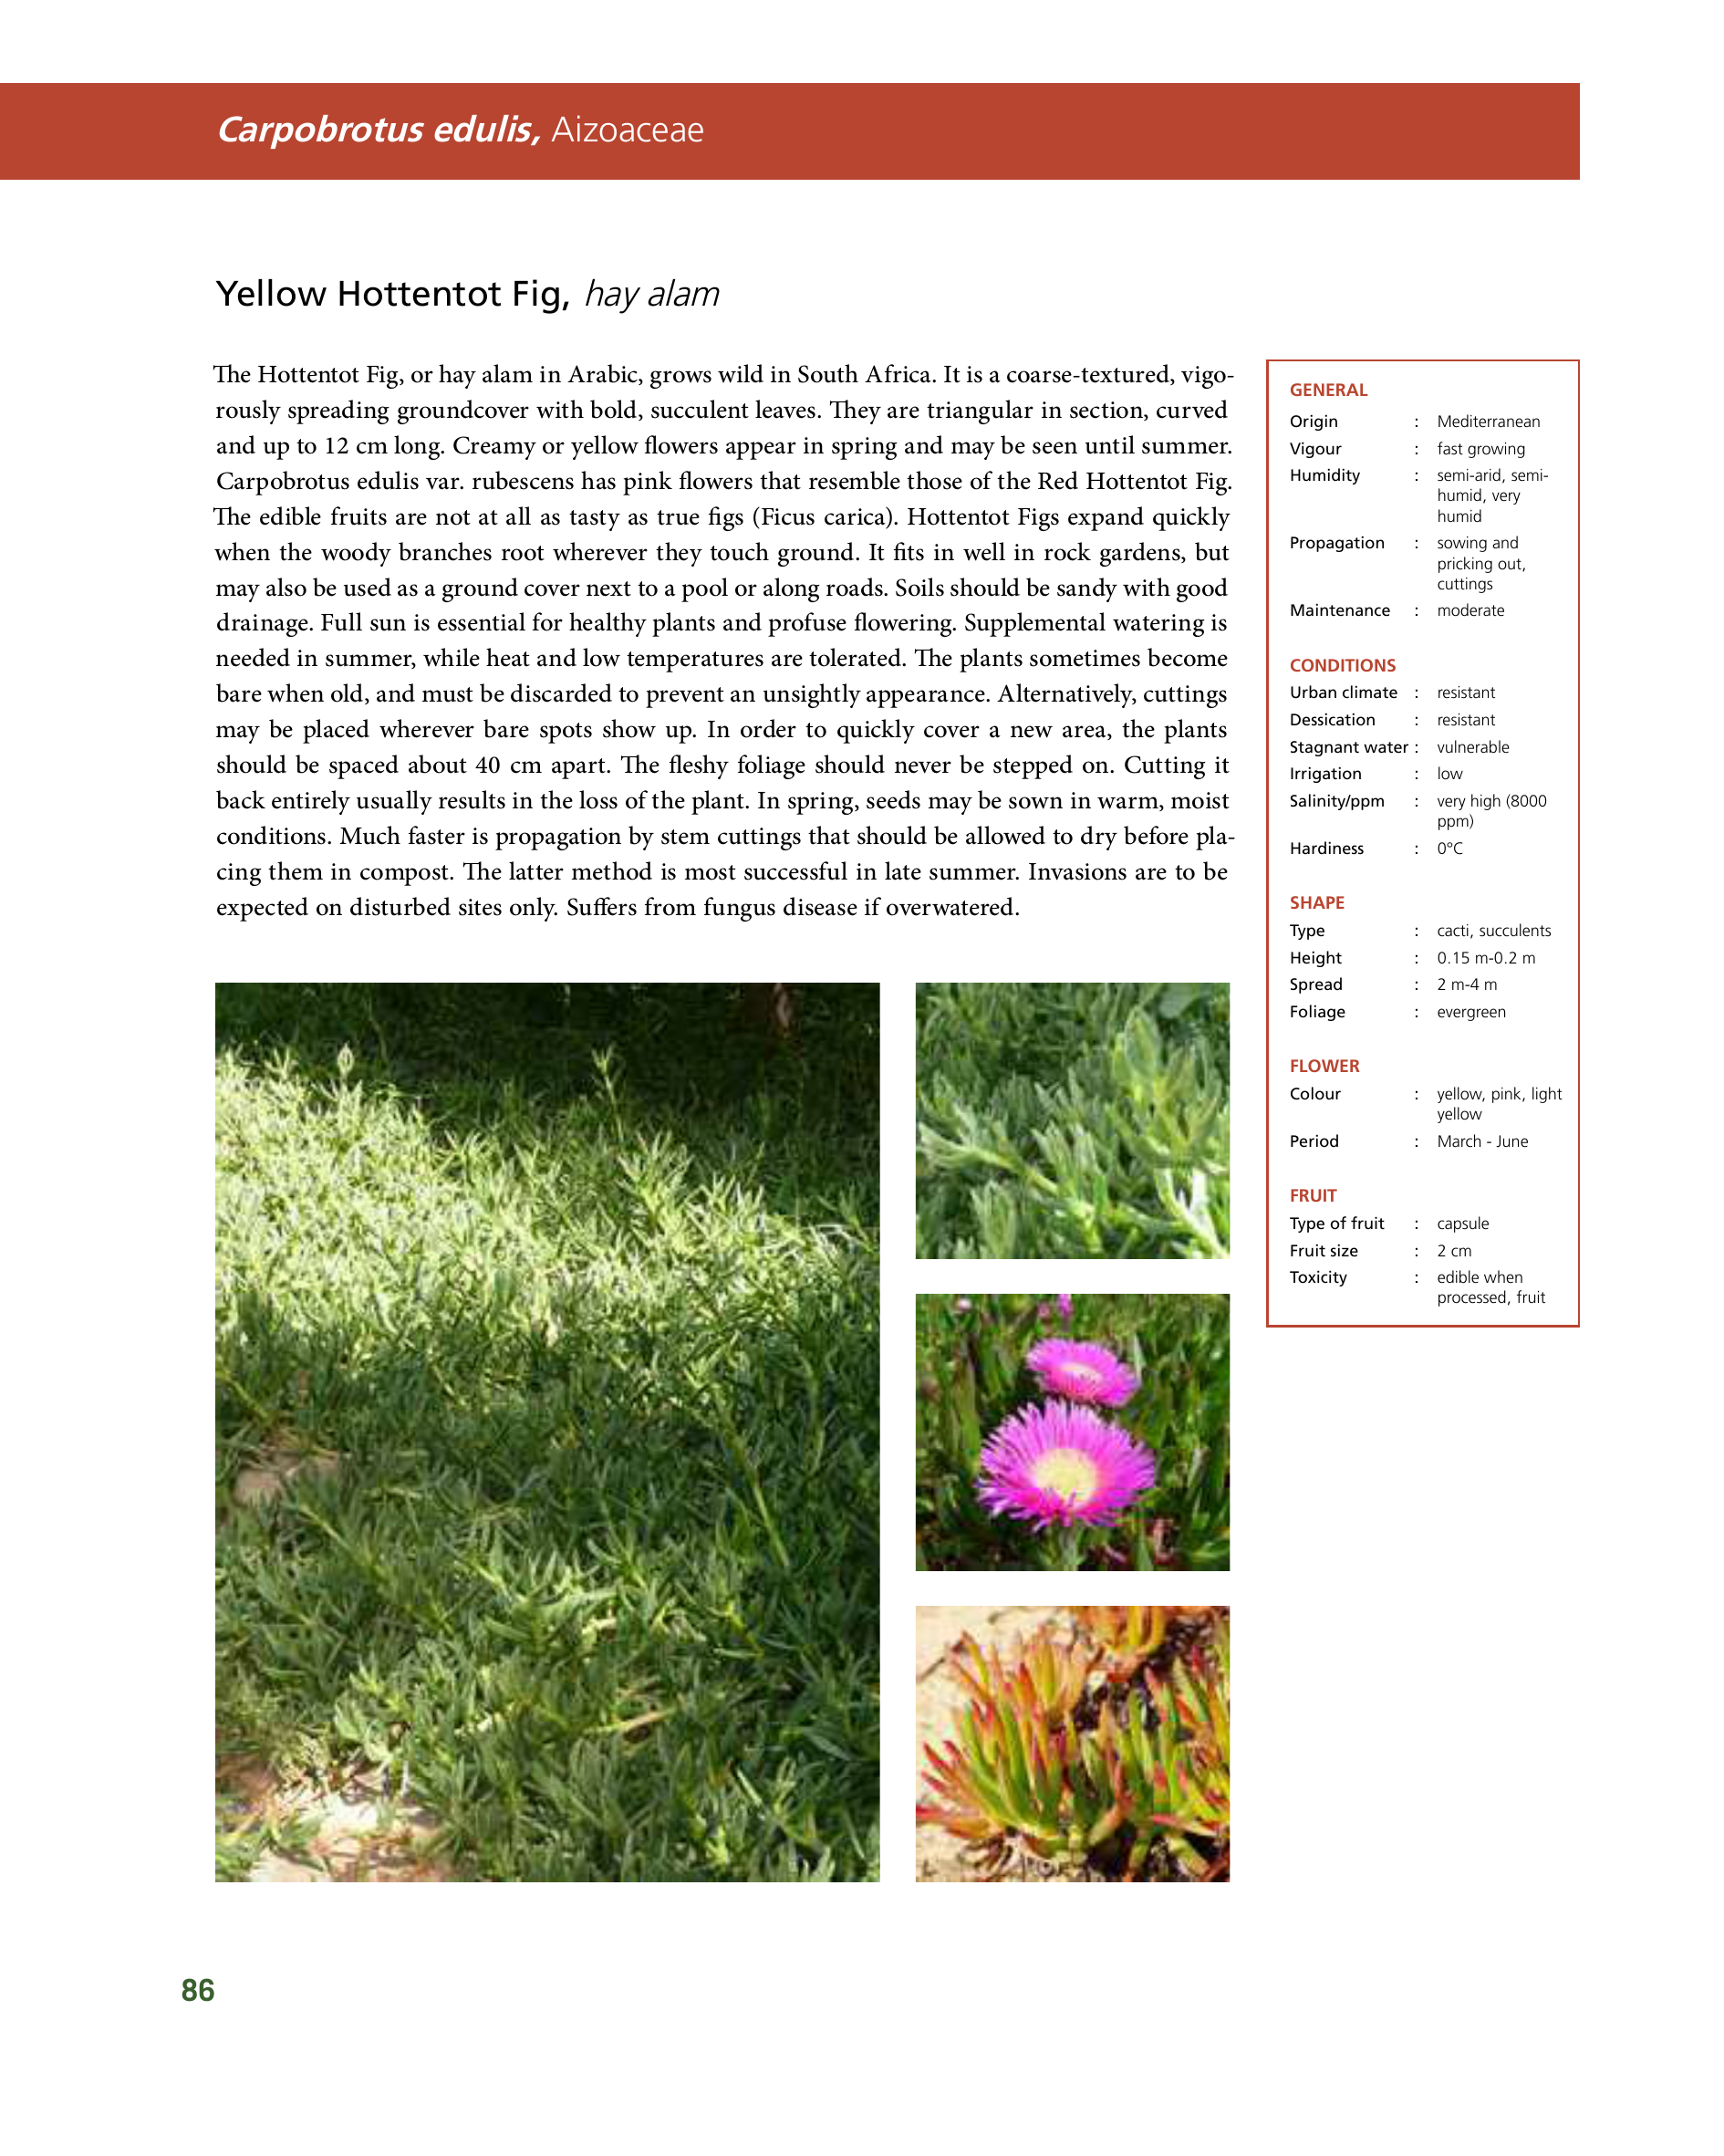 Carpobrotus edulis, Aizoaceae
Yellow Hottentot Fig, hay alam
The Hottentot Fig, or hay alam in Arabic, grows wild in South Africa. It is a coarse-textured, vigo-
rously spreading groundcover with bold, succulent leaves. They are triangular in section, curved
and up to 12 cm long. Creamy or yellow flowers appear in spring and may be seen until summer.
Carpobrotus edulis var. rubescens has pink flowers that resemble those of the Red Hottentot Fig.
The edible fruits are not at all as tasty as true figs (Ficus carica). Hottentot Figs expand quickly
when the woody branches root wherever they touch ground. It fits in well in rock gardens, but
may also be used as a ground cover next to a pool or along roads. Soils should be sandy with good
drainage. Full sun is essential for healthy plants and profuse flowering. Supplemental watering is
needed in summer, while heat and low temperatures are tolerated. The plants sometimes become
bare when old, and must be discarded to prevent an unsightly appearance. Alternatively, cuttings
may be placed wherever bare spots show up. In order to quickly cover a new area, the plants
should be spaced about 40 cm apart. The fleshy foliage should never be stepped on. Cutting it
back entirely usually results in the loss of the plant. In spring, seeds may be sown in warm, moist
conditions. Much faster is propagation by stem cuttings that should be allowed to dry before pla-
cing them in compost. The latter method is most successful in late summer. Invasions are to be
expected on disturbed sites only. Suffers from fungus disease if overwatered.
GENERAL
Origin : Mediterranean
Vigour : fast growing
Humidity : semi-arid, semi-
humid, very
humid
Propagation : sowing and
pricking out,
cuttings
Maintenance : moderate
CONDITIONS
Urban climate : resistant
Dessication : resistant
Stagnant water : vulnerable
Irrigation : low
Salinity/ppm : very high (8000
ppm)
Hardiness : 0°C
SHAPE
Type : cacti, succulents
Height : 0.15 m-0.2 m
Spread : 2 m-4 m
Foliage : evergreen
FLOWER
Colour : yellow, pink, light
yellow
Period : March - June
FRUIT
Type of fruit : capsule
Fruit size : 2 cm
Toxicity : edible when
processed, fruit
86